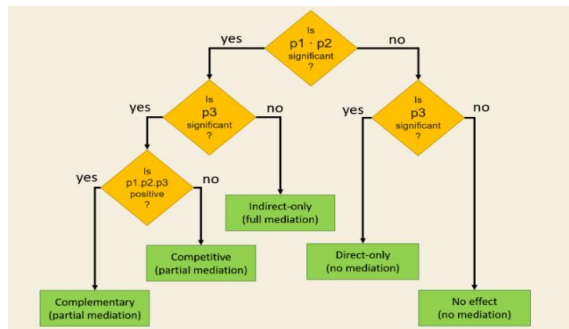 Is
p1 · p2
significant
?
yes
no
Is
p3
significant
?
Is
p3
significant
?
yes
no
yes
no
Is
p1.p2.p3
positive
?
yes
no
Indirect-only
(full mediation)
Competitive
(partial mediation)
Direct-only
(no mediation)
Complementary
(partial mediation)
No effect
(no mediation)